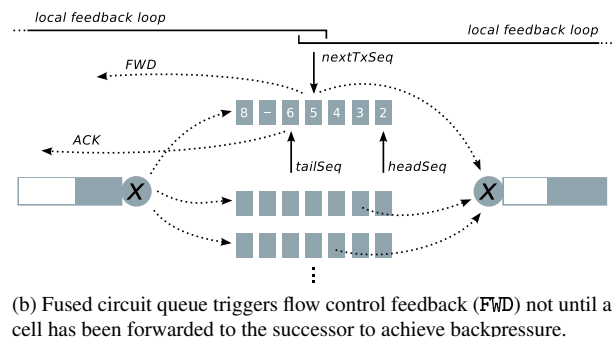 local feedback loop
local feedback loop
nextTxSeq
FWD
8 – 6 5 4 3 2
ACK
tailSeq
headSeq
X
X
(b) Fused circuit queue triggers flow control feedback (FWD) not until a
cell has been forwarded to the successor to achieve backpressure.